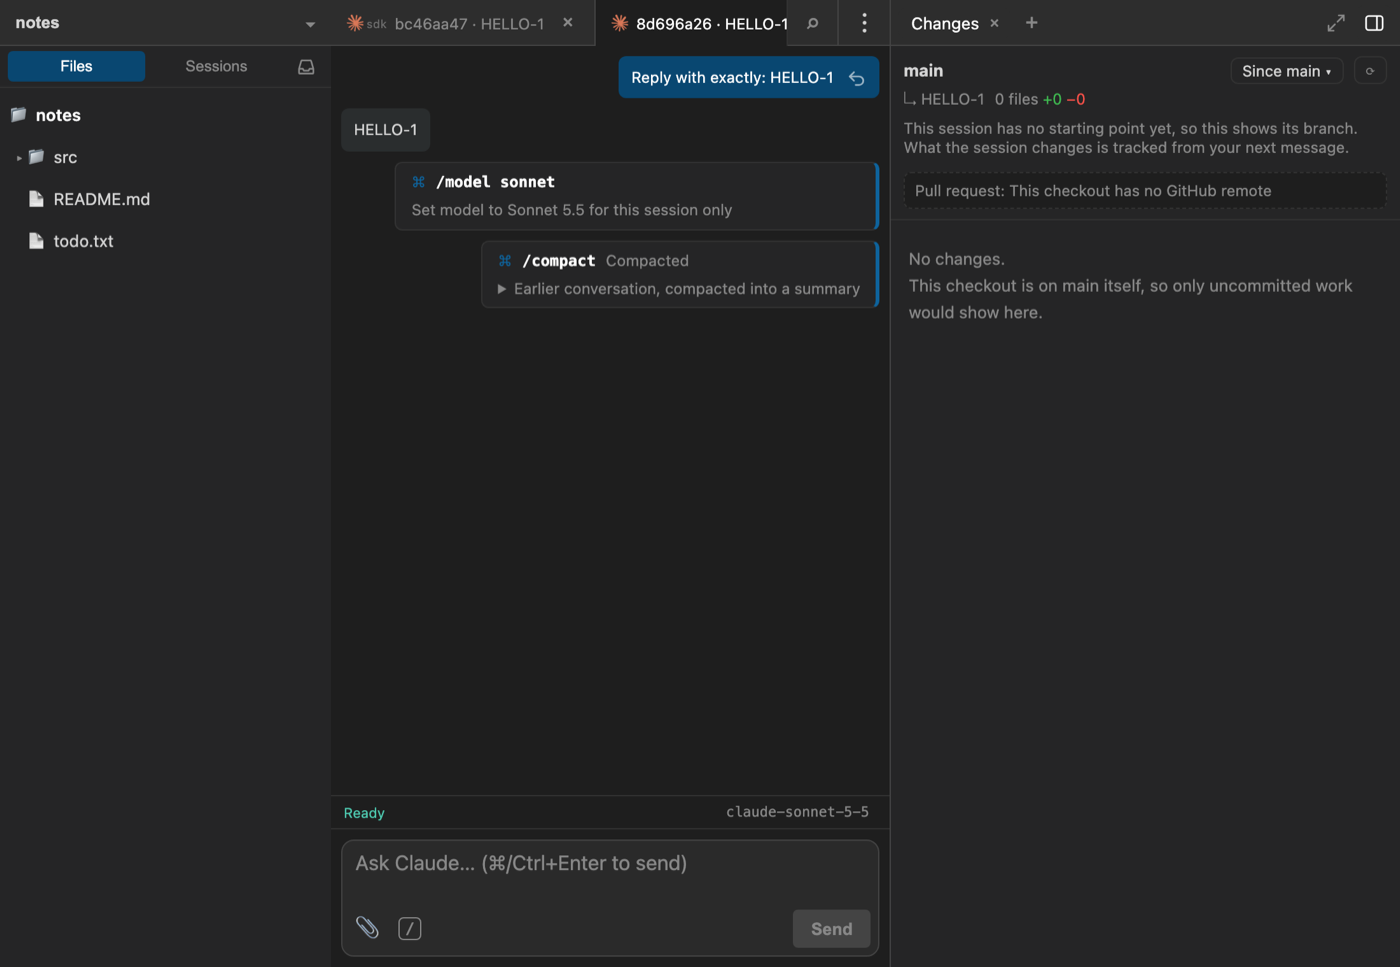 notes
Files
Sessions
notes
src
README.md
todo.txt
sdk bc46aa47 · HELLO-1 ×
8d696a26 · HELLO-1
Reply with exactly: HELLO-1
HELLO-1
⌘ /model sonnet
Set model to Sonnet 5.5 for this session only
⌘ /compact Compacted
Earlier conversation, compacted into a summary
Ready
claude-sonnet-5-5
Ask Claude... (⌘/Ctrl+Enter to send)
/
Send
Changes × +
main
Since main
HELLO-1 0 files +0 −0
This session has no starting point yet, so this shows its branch.
What the session changes is tracked from your next message.
Pull request: This checkout has no GitHub remote
No changes.
This checkout is on main itself, so only uncommitted work
would show here.